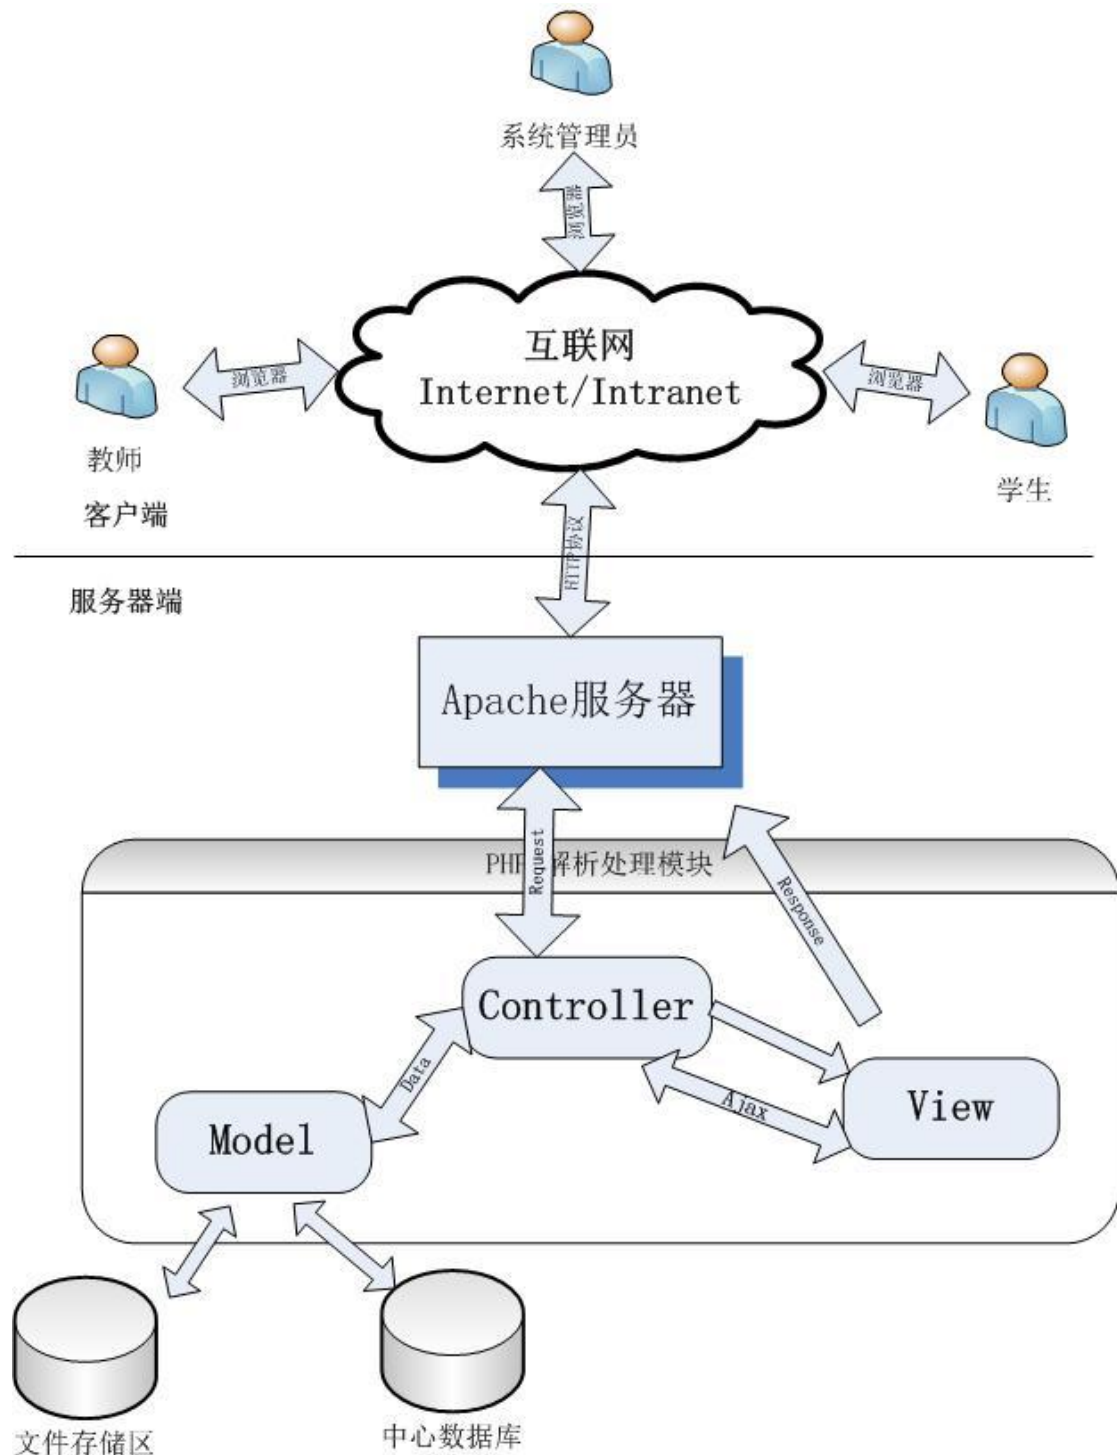 系统管理员
浏览器
互联网
Internet/Intranet
浏览器
浏览器
教师
学生
客户端
HTTP协议
服务器端
Apache服务器
Request
PHP 解析处理模块
Response
Controller
Data
Ajax
View
Model
文件存储区
中心数据库